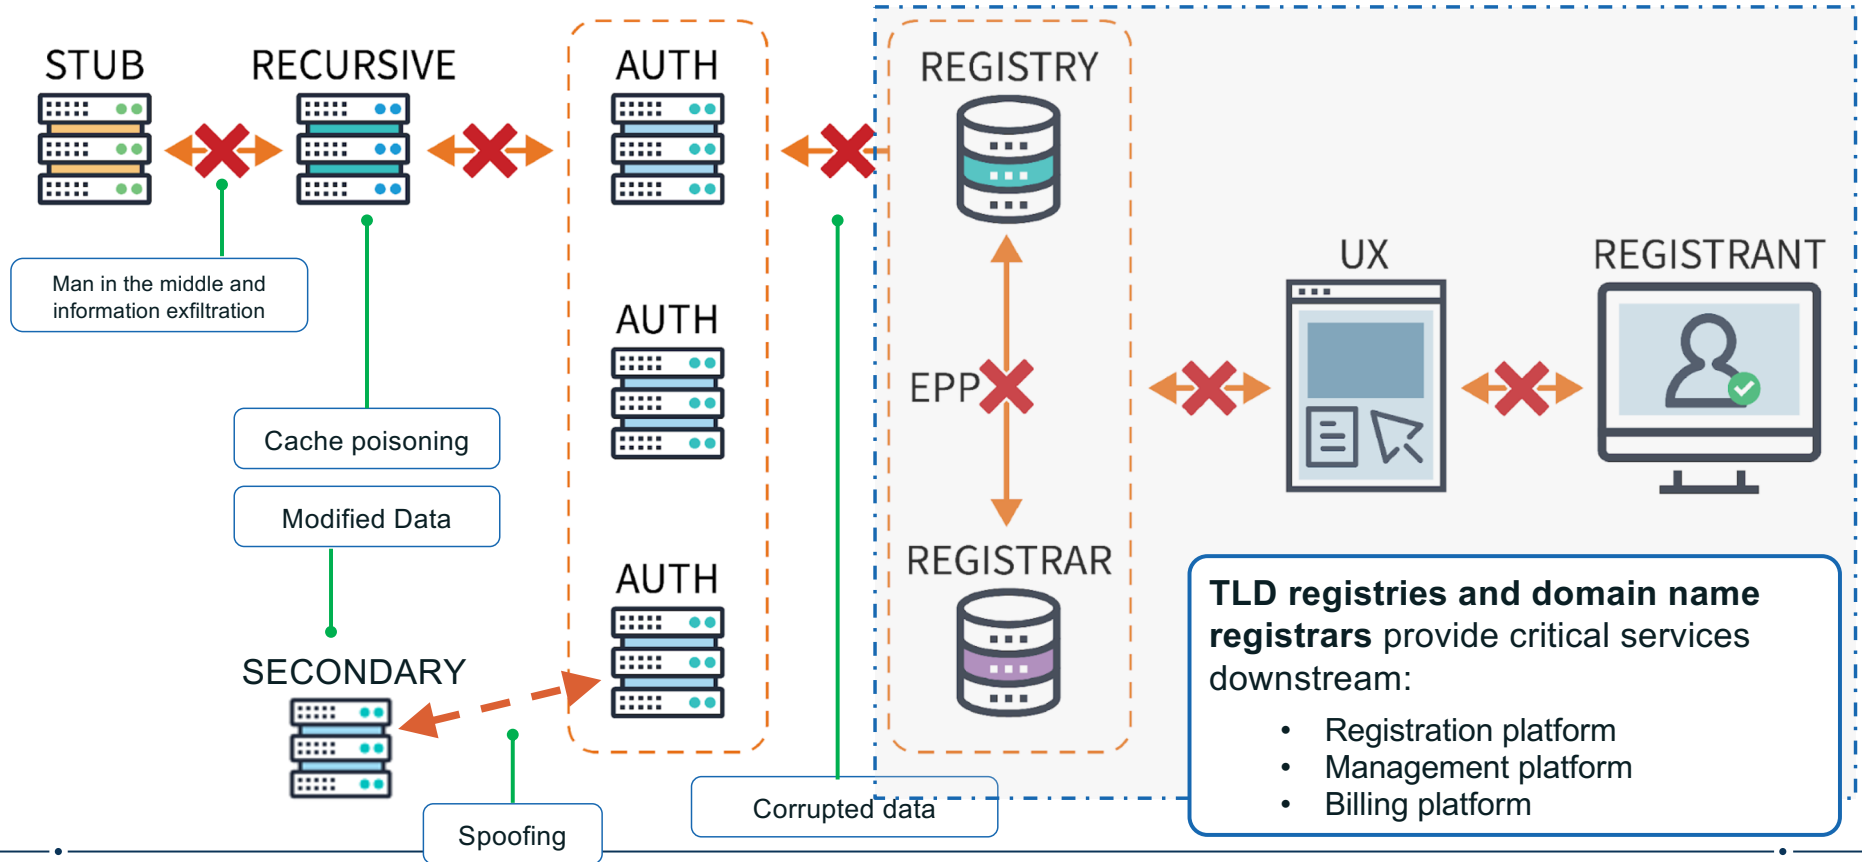 STUB
RECURSIVE
AUTH
REGISTRY
Man in the middle and
information exfiltration
UX
REGISTRANT
AUTH
EPP
Cache poisoning
Modified Data
AUTH
REGISTRAR
SECONDARY
TLD registries and domain name
registrars provide critical services
downstream:
• Registration platform
• Management platform
• Billing platform
Corrupted data
Spoofing